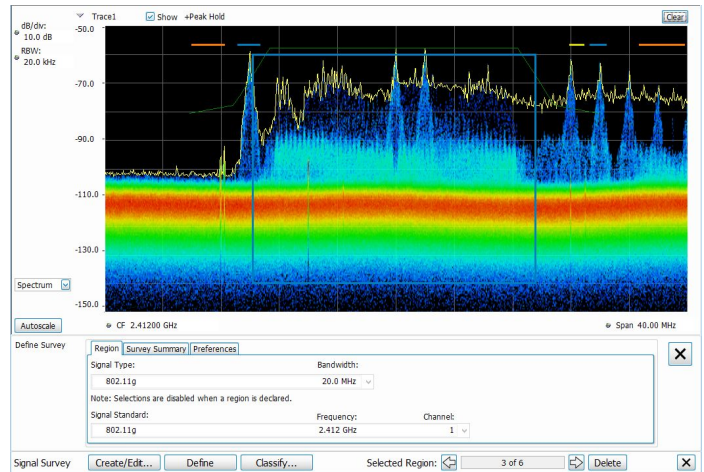 Trace1 Show +Peak Hold Clear
dB/div:
10.0 dB
RBW:
20.0 kHz
-50.0
-70.0
-90.0
-110.0
-130.0
-150.0
Spectrum
Autoscale
CF 2.41200 GHz Span 40.00 MHz
Define Survey
Region Survey Summary Preferences
Signal Type: Bandwidth:
802.11g 20.0 MHz
Note: Selections are disabled when a region is declared.
Signal Standard: Frequency: Channel:
802.11g 2.412 GHz 1
Signal Survey Create/Edit... Define Classify... Selected Region: 3 of 6 Delete